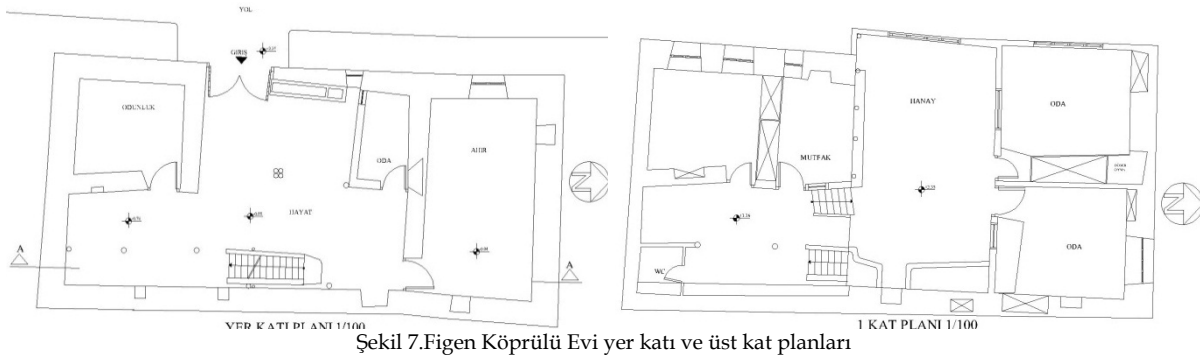 YOL
GİRİŞ
ODUNLUK
ODA
AHIR
HAYAT
A
A
YER KATI PLANI 1/100
HANAY
ODA
MUTFAK
ODA
WC
1 KAT PLANI 1/100
Şekil 7.Figen Köprülü Evi yer katı ve üst kat planları